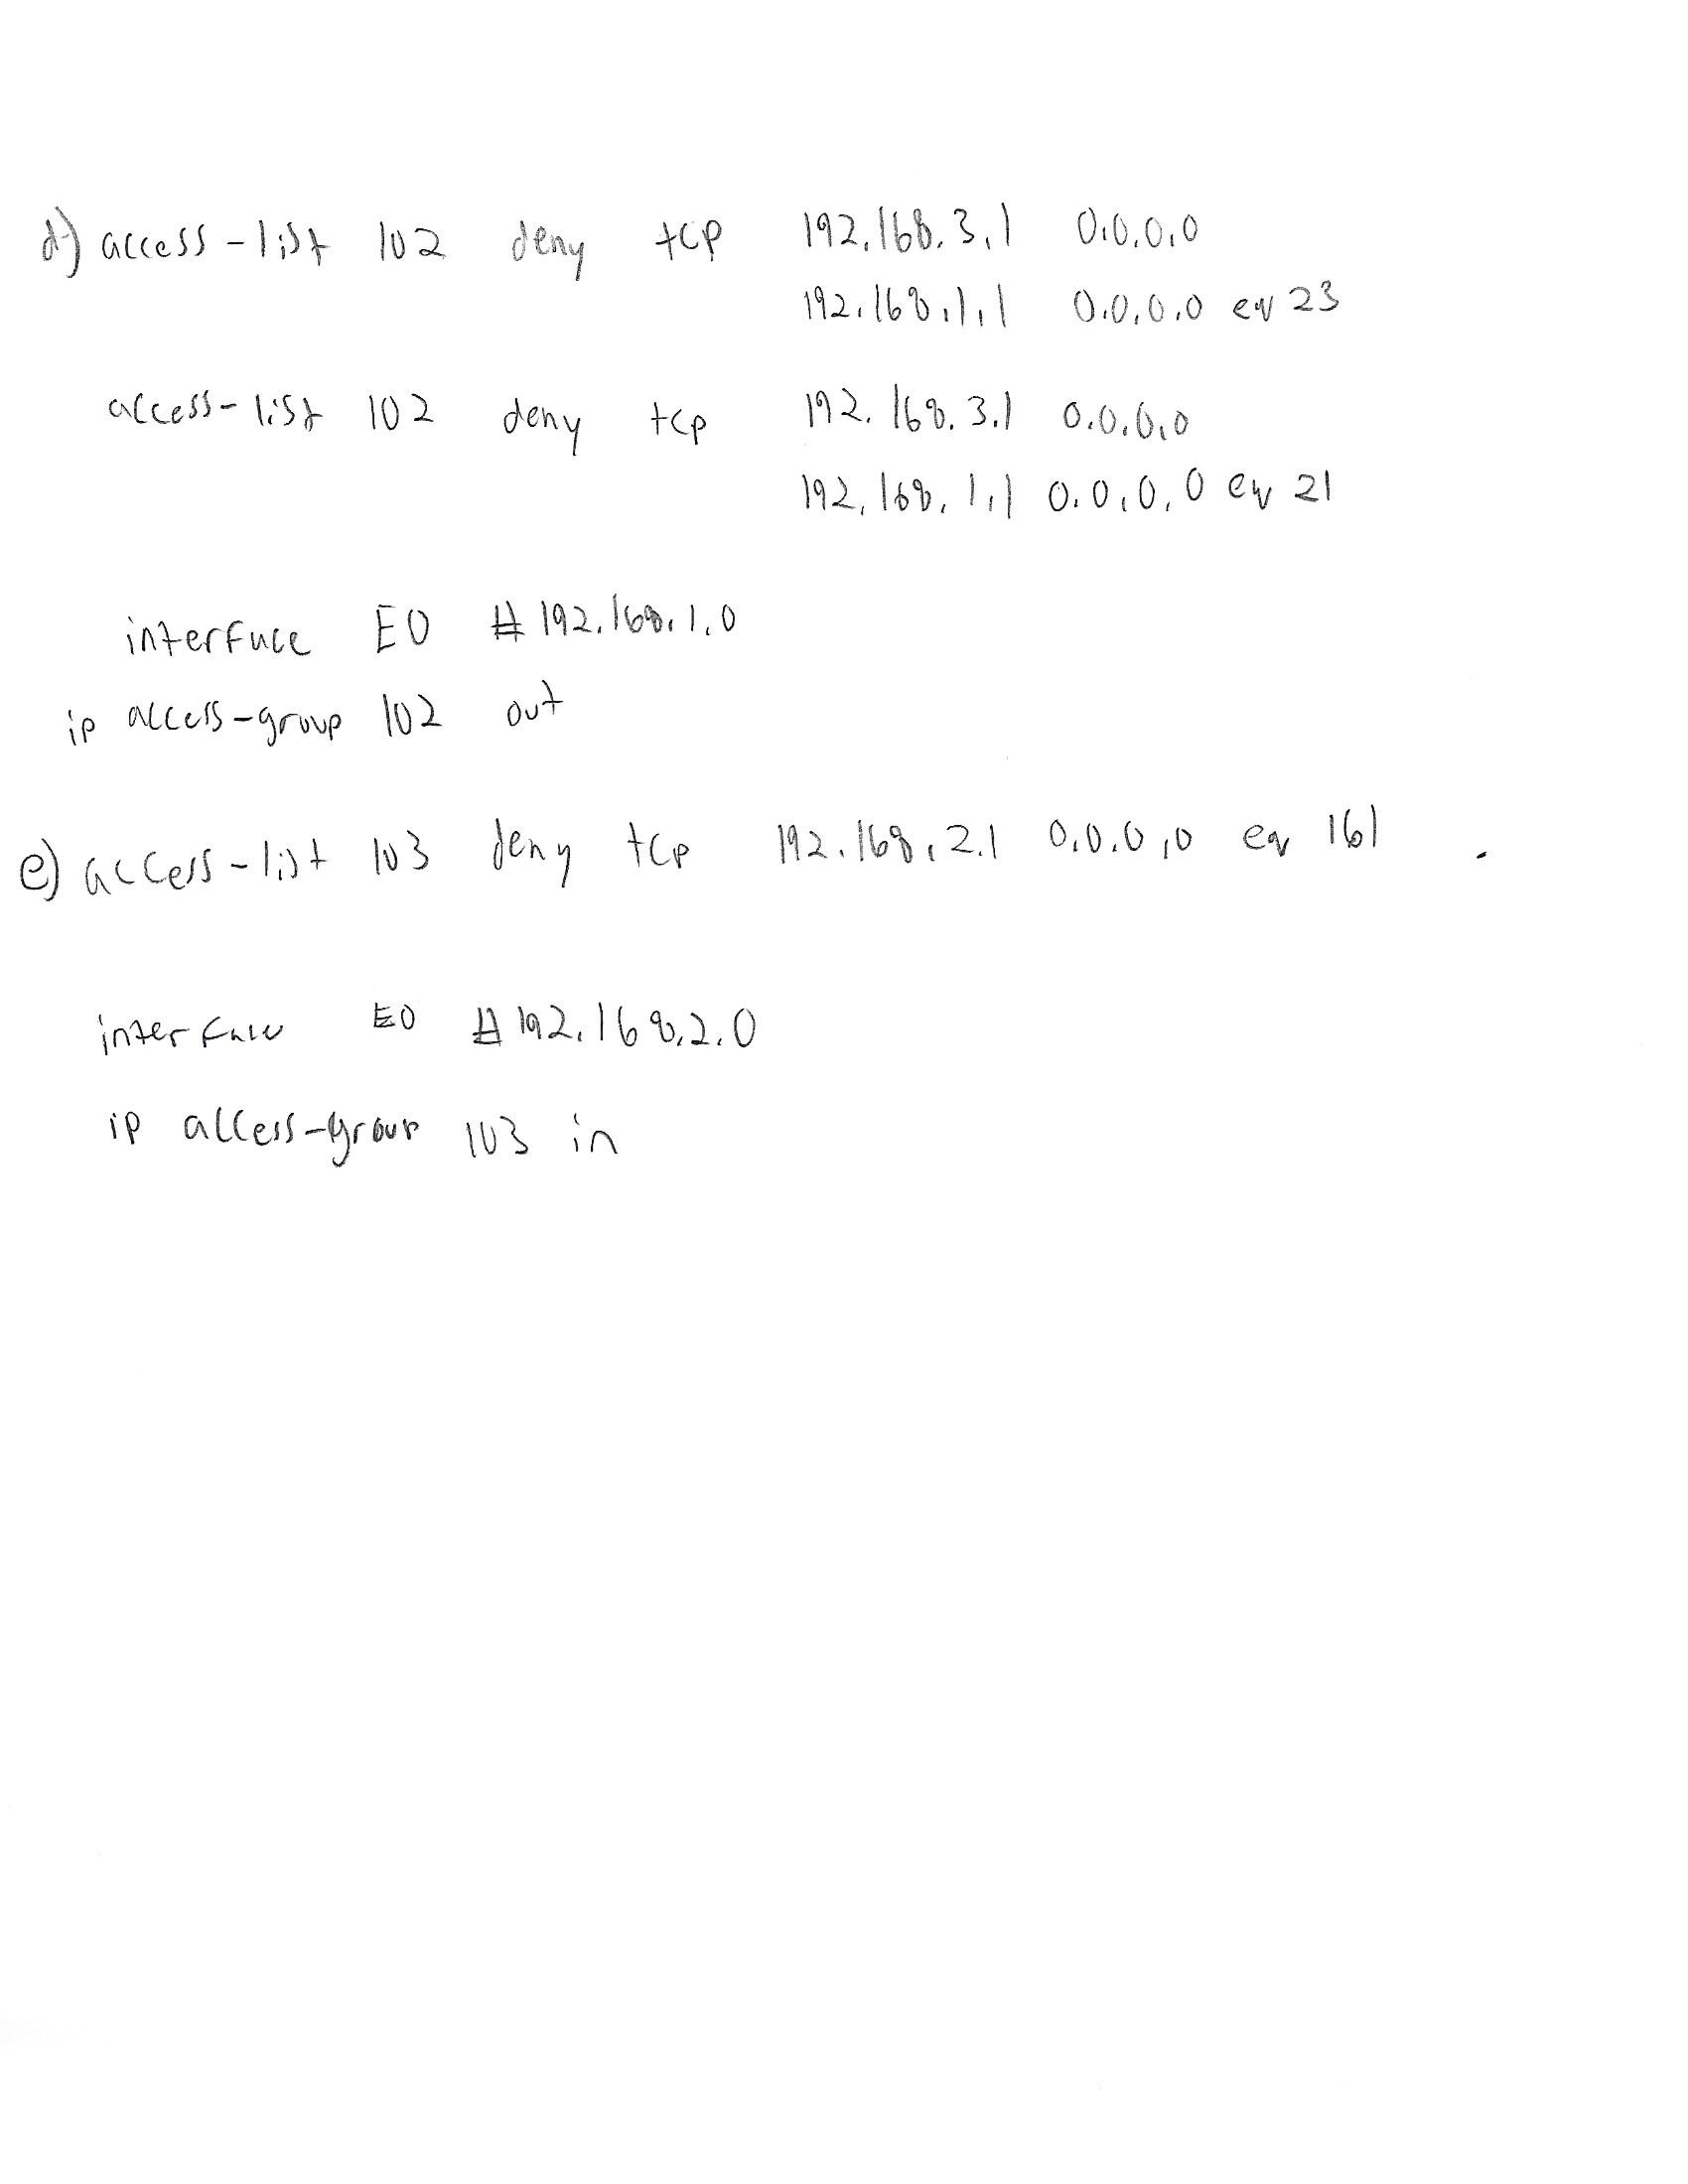 d) access-list 102 deny tcp 192.168.3.1 0.0.0.0
192.168.1.1 0.0.0.0 eq 23
access-list 102 deny tcp 192.168.3.1 0.0.0.0
192.168.1.1 0.0.0.0 eq 21
interface E0 # 192.168.1.0
ip access-group 102 out
e) access-list 103 deny tcp 192.168.2.1 0.0.0.0 eq 161
interface E0 # 192.168.2.0
ip access-group 103 in